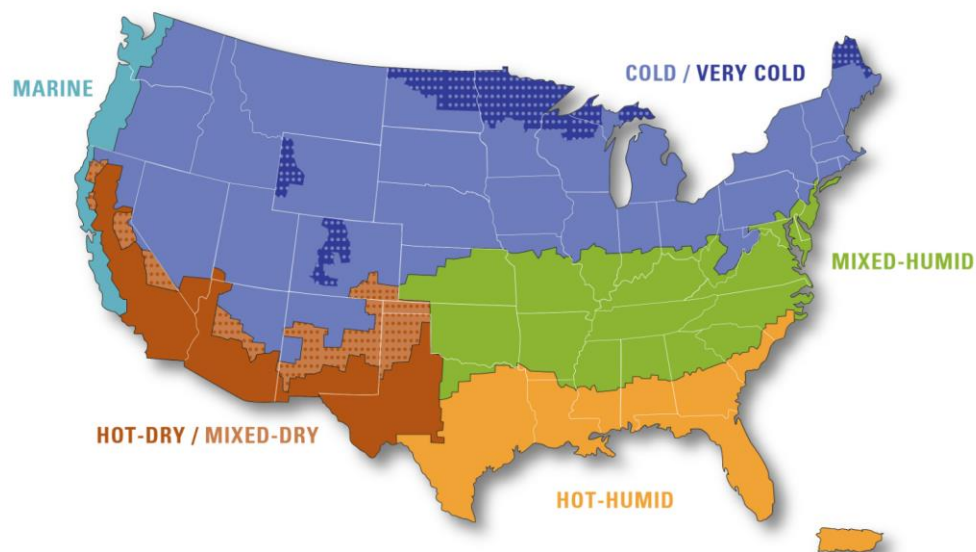 COLD / VERY COLD
MARINE
MIXED-HUMID
HOT-DRY / MIXED-DRY
HOT-HUMID